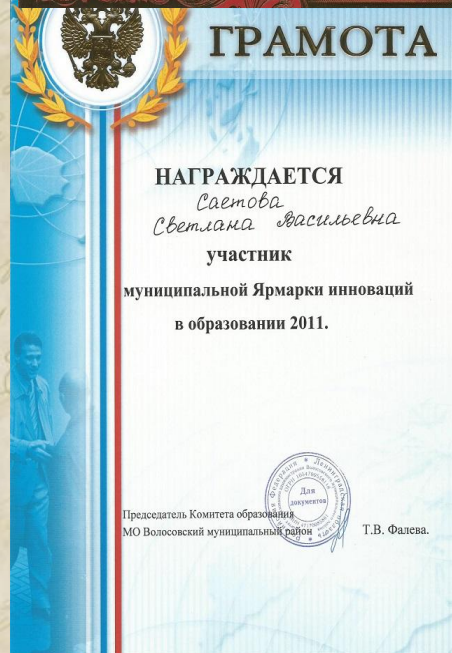 ГРАМОТА
НАГРАЖДАЕТСЯ
Саетова
Светлана Васильевна
участник
муниципальной Ярмарки инноваций
в образовании 2011.
Для
документов
Председатель Комитета образования
МО Волосовский муниципальный район Т.В. Фалева.